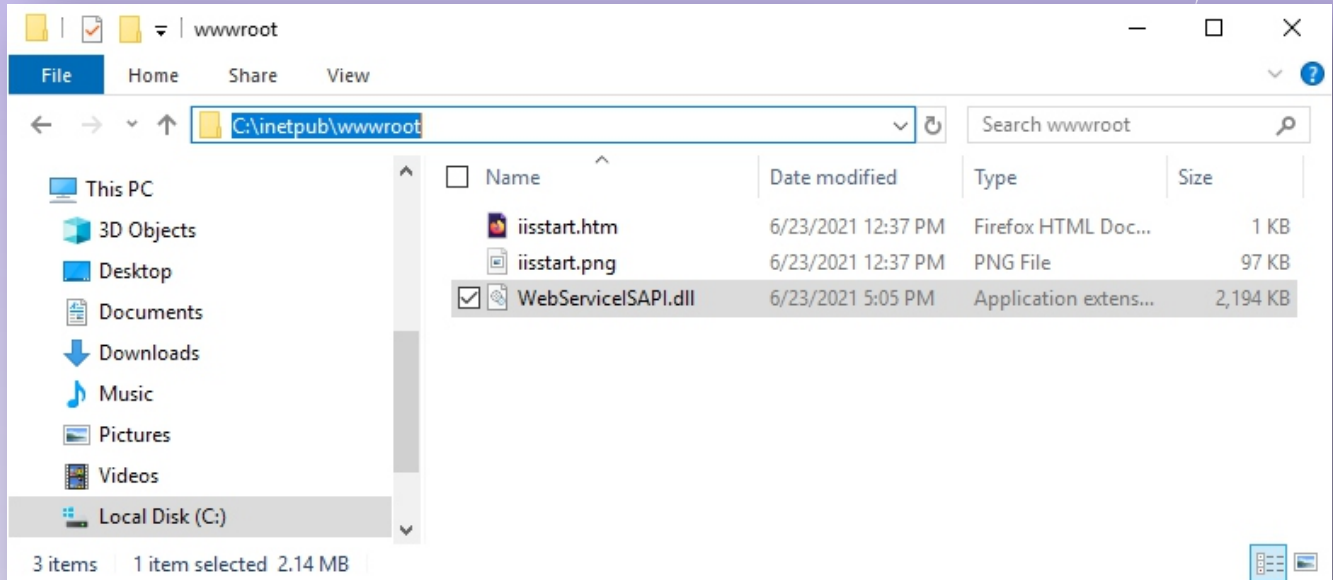 wwwroot
File Home Share View
C:\inetpub\wwwroot Search wwwroot
This PC
3D Objects
Desktop
Documents
Downloads
Music
Pictures
Videos
Local Disk (C:)
Name Date modified Type Size
iisstart.htm 6/23/2021 12:37 PM Firefox HTML Doc... 1 KB
iisstart.png 6/23/2021 12:37 PM PNG File 97 KB
WebServiceISAPI.dll 6/23/2021 5:05 PM Application extens... 2,194 KB
3 items 1 item selected 2.14 MB